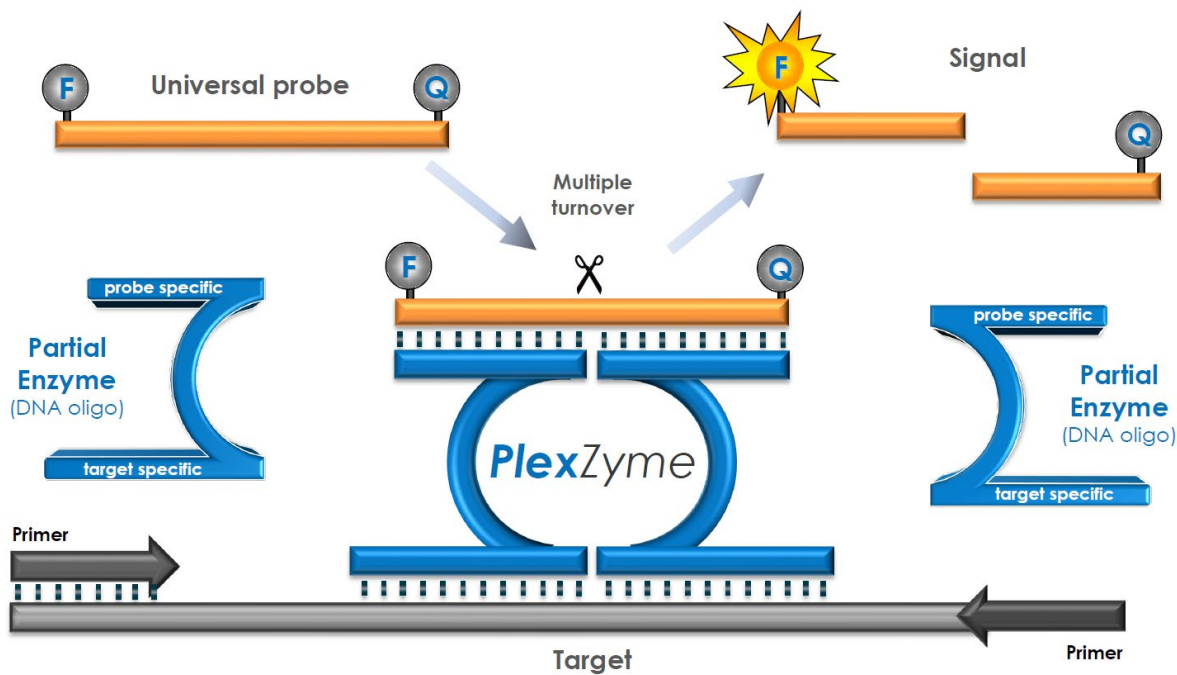 F
Universal probe
Q
F
Signal
Q
Multiple
turnover
F
Q
probe specific
Partial
Enzyme
(DNA oligo)
target specific
PlexZyme
probe specific
Partial
Enzyme
(DNA oligo)
target specific
Primer
Target
Primer